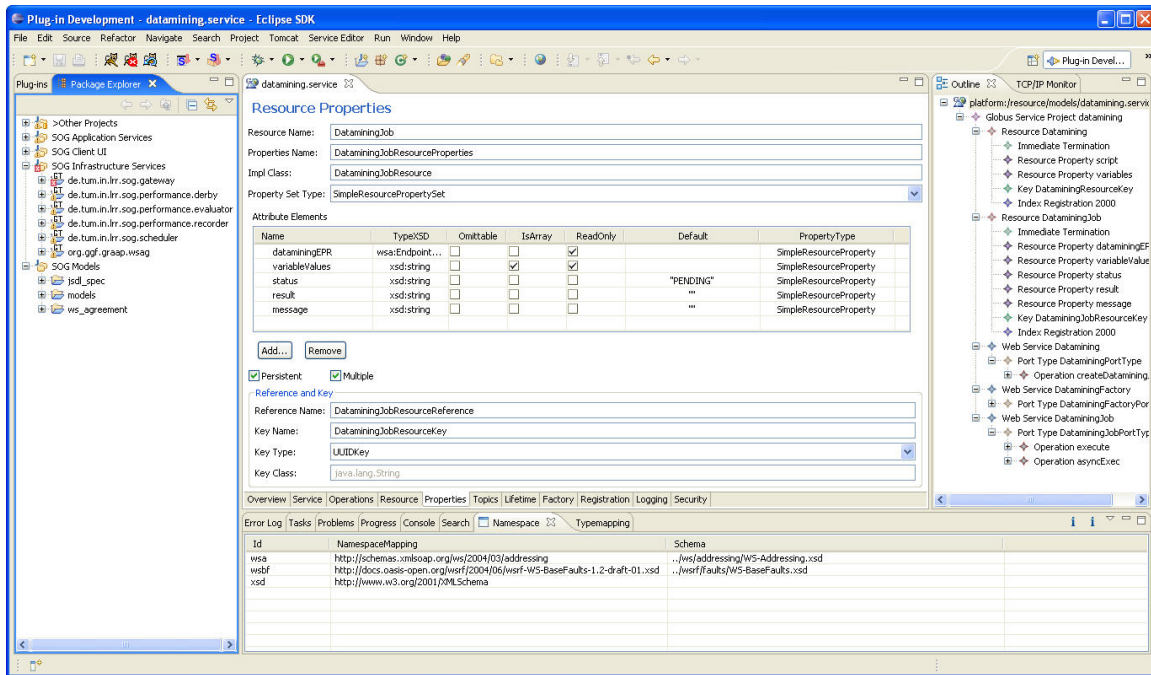 Plug-in Development - datamining.service - Eclipse SDK
File Edit Source Refactor Navigate Search Project Tomcat Service Editor Run Window Help
Plug-in Devel...
Plug-ins Package Explorer
>Other Projects
SOG Application Services
SOG Client UI
SOG Infrastructure Services
de.tum.in.lrr.sog.gateway
de.tum.in.lrr.sog.performance.derby
de.tum.in.lrr.sog.performance.evaluator
de.tum.in.lrr.sog.performance.recorder
de.tum.in.lrr.sog.scheduler
org.ggf.graap.wsag
SOG Models
jsdl_spec
models
ws_agreement
datamining.service
Resource Properties
Resource Name: DataminingJob
Properties Name: DataminingJobResourceProperties
Impl Class: DataminingJobResource
Property Set Type: SimpleResourcePropertySet
Attribute Elements
Name TypeXSD Omittable IsArray ReadOnly Default PropertyType
dataminingEPR wsa:Endpoint... SimpleResourceProperty
variableValues xsd:string SimpleResourceProperty
status xsd:string "PENDING" SimpleResourceProperty
result xsd:string "" SimpleResourceProperty
message xsd:string "" SimpleResourceProperty
Add... Remove
Persistent Multiple
Reference and Key
Reference Name: DataminingJobResourceReference
Key Name: DataminingJobResourceKey
Key Type: UUIDKey
Key Class: java.lang.String
Overview Service Operations Resource Properties Topics Lifetime Factory Registration Logging Security
Outline TCP/IP Monitor
platform:/resource/models/datamining.servic
Globus Service Project datamining
Resource Datamining
Immediate Termination
Resource Property script
Resource Property variables
Key DataminingResourceKey
Index Registration 2000
Resource DataminingJob
Immediate Termination
Resource Property dataminingEP
Resource Property variableValue
Resource Property status
Resource Property result
Resource Property message
Key DataminingJobResourceKey
Index Registration 2000
Web Service Datamining
Port Type DataminingPortType
Operation createDatamining.
Web Service DataminingFactory
Port Type DataminingFactoryPor
Web Service DataminingJob
Port Type DataminingJobPortTyp
Operation execute
Operation asyncExec
Error Log Tasks Problems Progress Console Search Namespace Typemapping
Id NamespaceMapping Schema
wsa http://schemas.xmlsoap.org/ws/2004/03/addressing ../ws/addressing/WS-Addressing.xsd
wsbf http://docs.oasis-open.org/wsrf/2004/06/wsrf-WS-BaseFaults-1.2-draft-01.xsd ../wsrf/faults/WS-BaseFaults.xsd
xsd http://www.w3.org/2001/XMLSchema